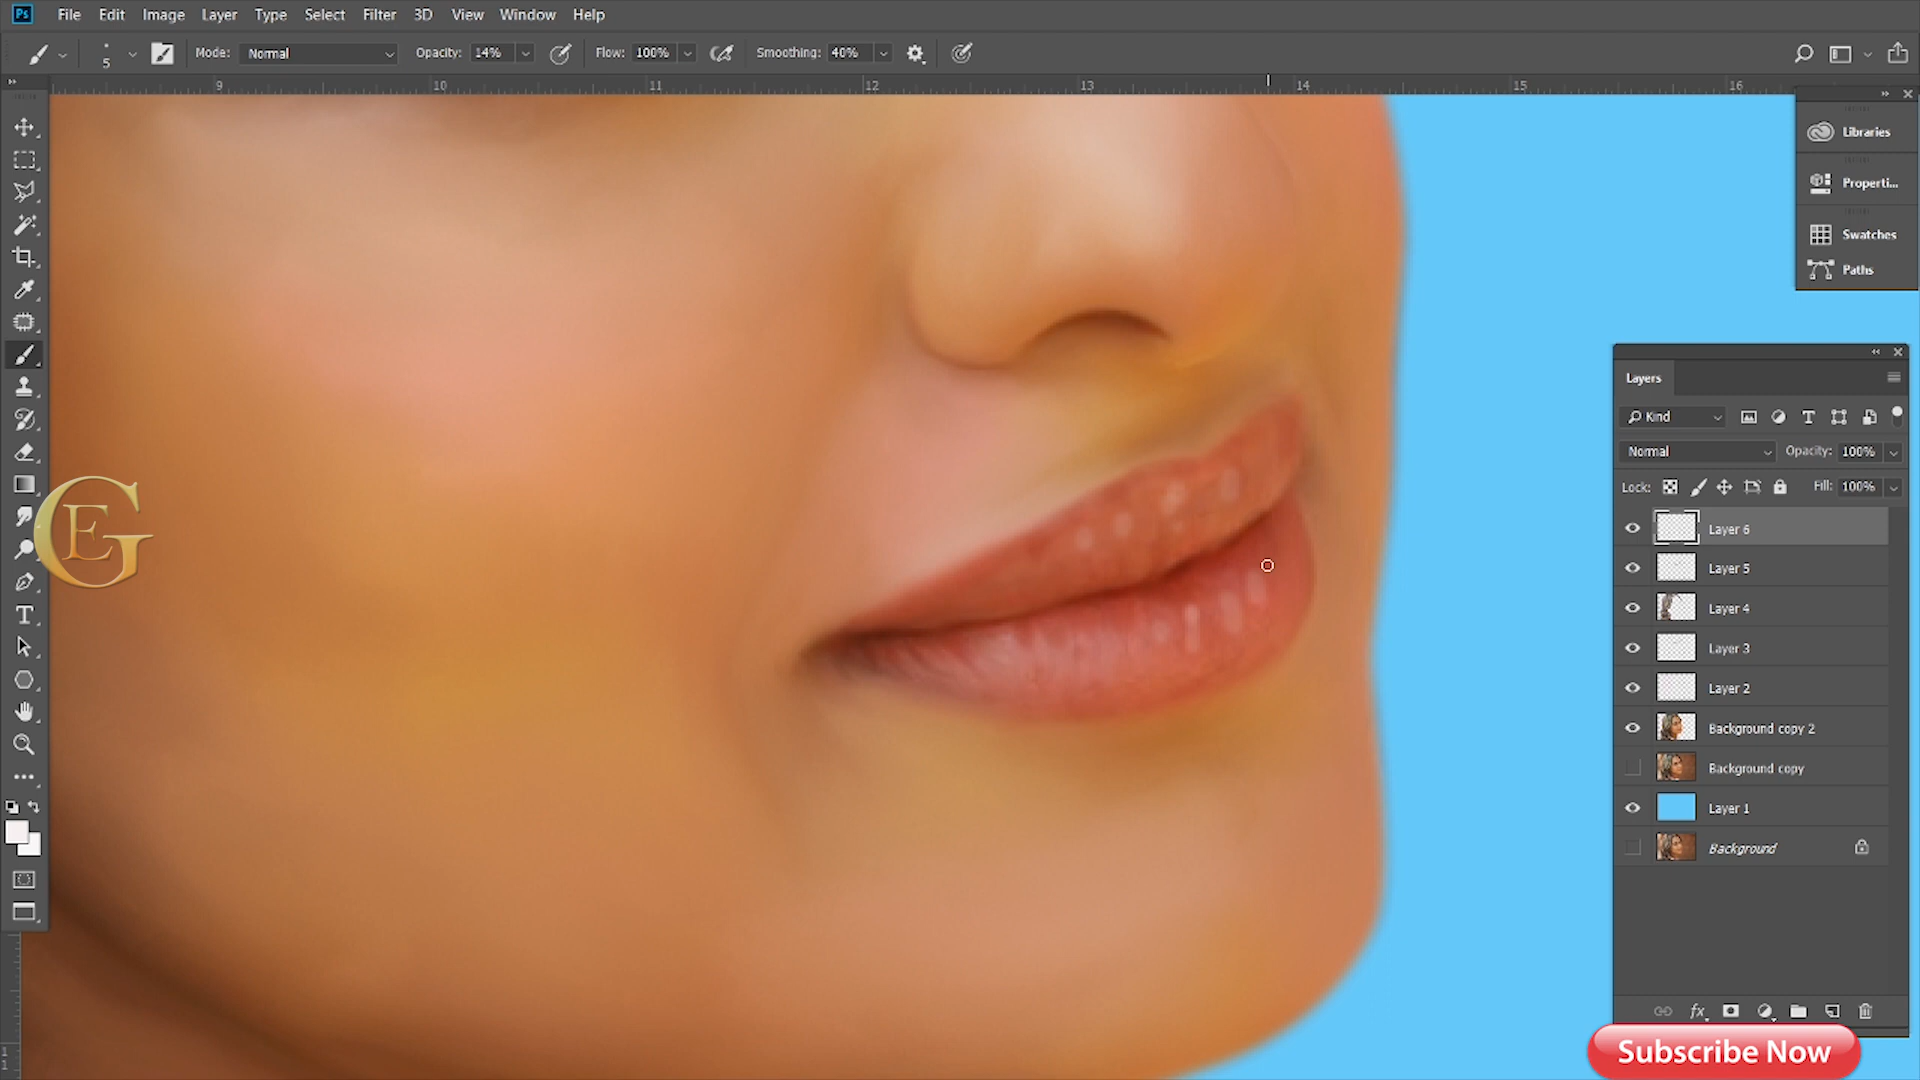 Ps File Edit Image Layer Type Select Filter 3D View Window Help
5 Mode: Normal Opacity: 14% Flow: 100% Smoothing: 40%
9 10 11 12 13 14 15 16
Libraries
Properti...
Swatches
Paths
Layers
Kind
Normal Opacity: 100%
Lock: Fill: 100%
Layer 6
Layer 5
Layer 4
Layer 3
Layer 2
Background copy 2
Background copy
Layer 1
Background
fx
EG
Subscribe Now